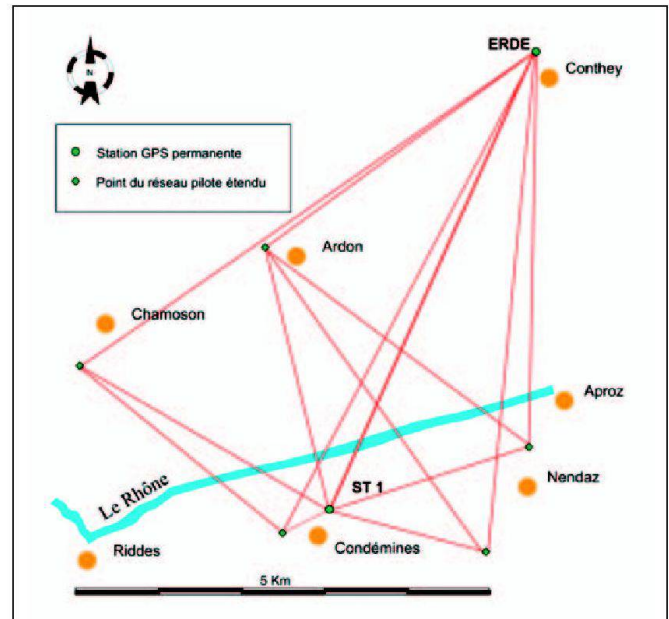 ERDE
Conthey
N
Station GPS permanente
Point du réseau pilote étendu
Ardon
Chamoson
Aproz
Le Rhône
ST 1
Nendaz
Riddes
Condémines
5 Km